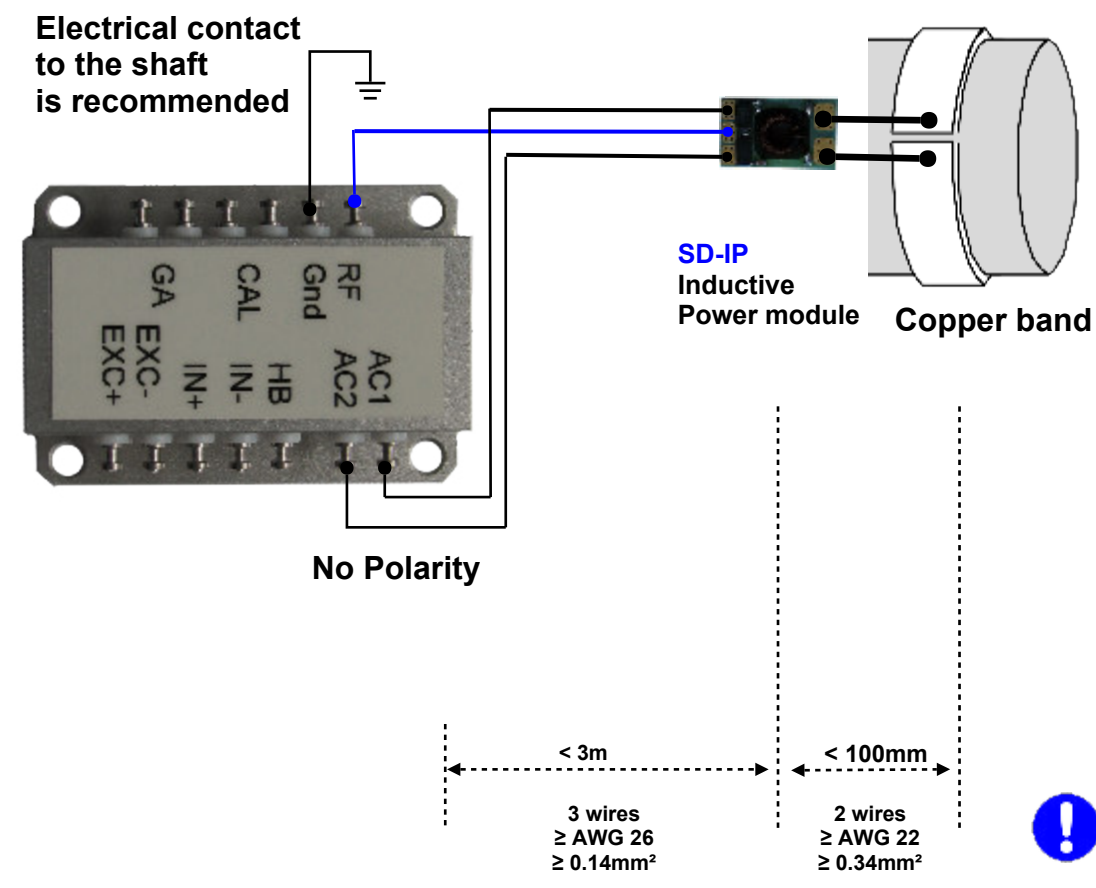 Electrical contact
to the shaft
is recommended
GA
CAL
Gnd
RF
EXC+
EXC-
IN+
IN-
HB
AC2
AC1
SD-IP
Inductive
Power module
Copper band
No Polarity
< 3m
< 100mm
3 wires
≥ AWG 26
≥ 0.14mm²
2 wires
≥ AWG 22
≥ 0.34mm²
!